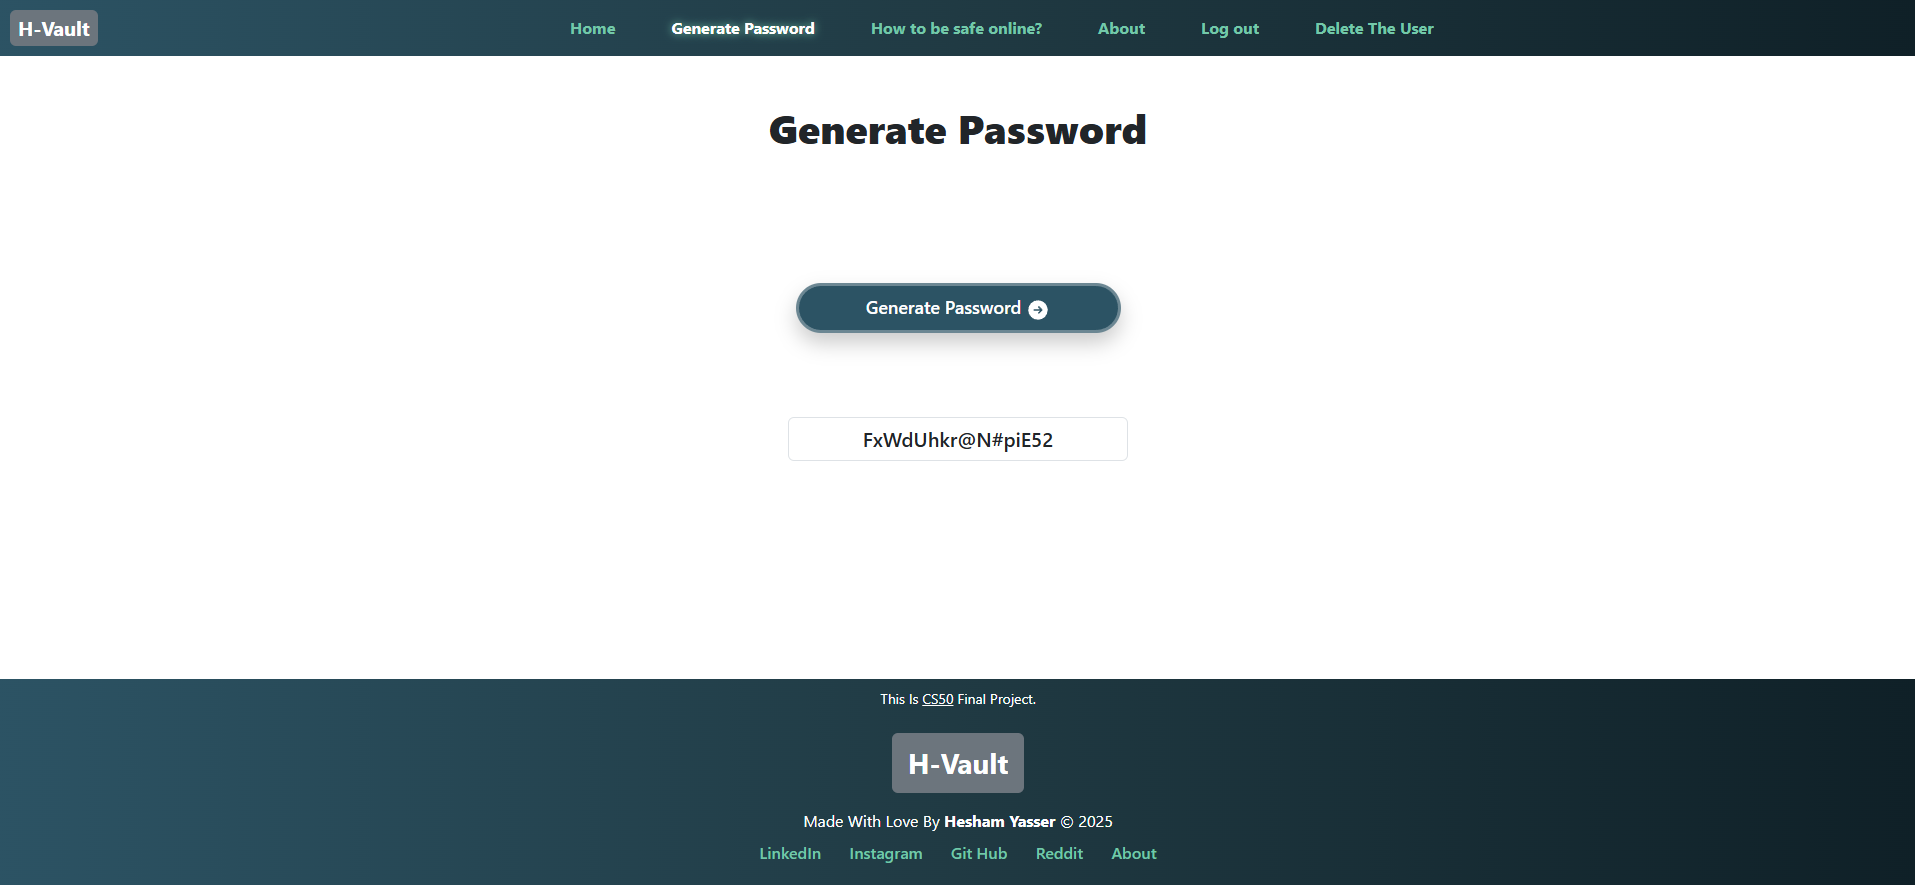 H-Vault Home Generate Password How to be safe online? About Log out Delete The User
Generate Password
Generate Password
FxWdUhkr@N#piE52
This Is CS50 Final Project.
H-Vault
Made With Love By Hesham Yasser © 2025
LinkedIn Instagram Git Hub Reddit About